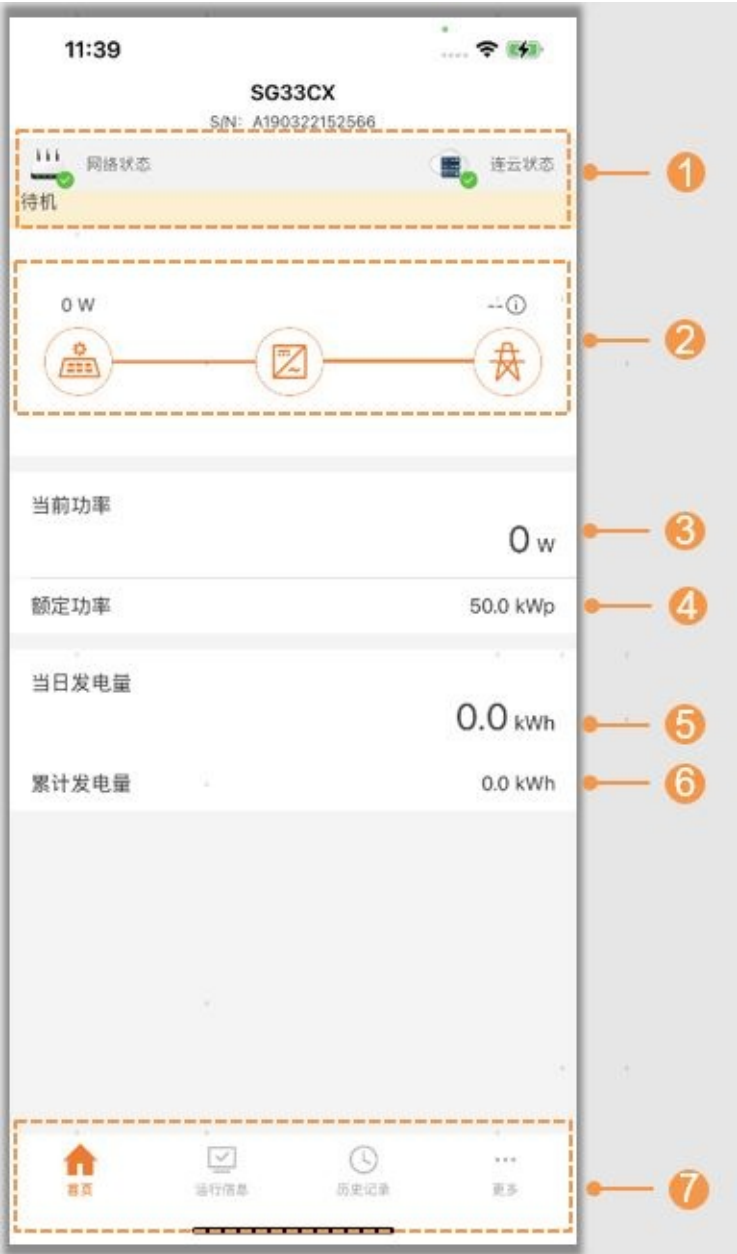 11:39
SG33CX
S/N: A190322152566
网络状态 连云状态 1
待机
0 W --
2
当前功率
0 W 3
额定功率 50.0 kWp 4
当日发电量
0.0 kWh 5
累计发电量 0.0 kWh 6
首页 运行信息 历史记录 更多 7